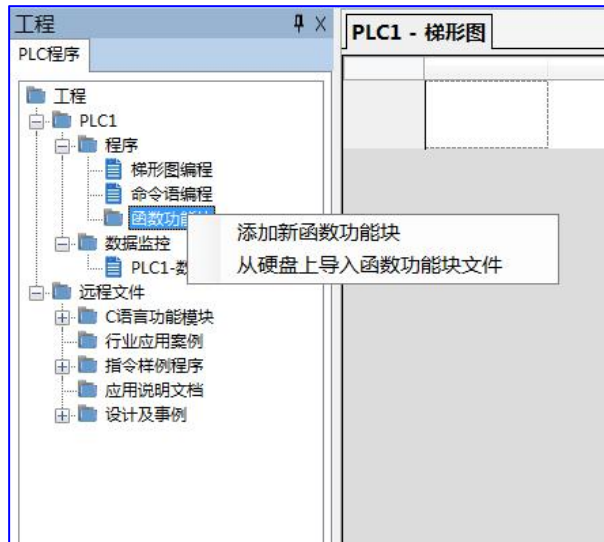 工程
PLC程序
PLC1 - 梯形图
工程
PLC1
程序
梯形图编程
命令语编程
函数功能
添加新函数功能块
从硬盘上导入函数功能块文件
数据监控
PLC1-数
远程文件
C语言功能模块
行业应用案例
指令样例程序
应用说明文档
设计及事例